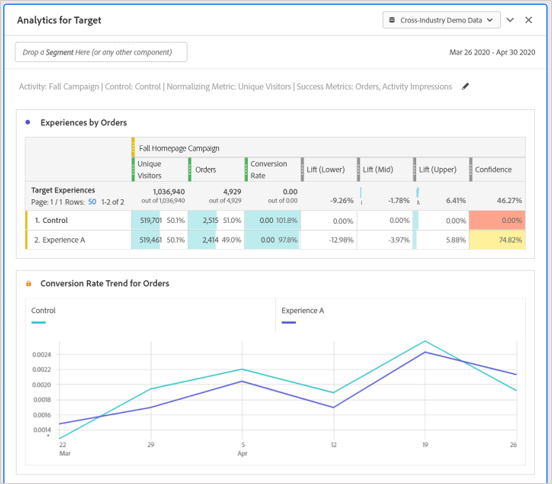 Analytics for Target
Cross-Industry Demo Data
Drop a Segment Here (or any other component)
Mar 26 2020 - Apr 30 2020
Activity: Fall Campaign | Control: Control | Normalizing Metric: Unique Visitors | Success Metrics: Orders, Activity Impressions
Experiences by Orders
Fall Homepage Campaign
Unique Visitors Orders Conversion Rate Lift (Lower) Lift (Mid) Lift (Upper) Confidence
Target Experiences 1,036,940 4,929 0.00 -9.26% -1.78% 6.41% 46.27%
Page: 1 / 1 Rows: 50 1-2 of 2 out of 1,036,940 out of 4,929 out of 0.00
1. Control 519,701 50.1% 2,515 51.0% 0.00 101.8% 0.00% 0.00% 0.00% 0.00%
2. Experience A 519,461 50.1% 2,414 49.0% 0.00 97.8% -12.98% -3.97% 5.88% 74.82%
Conversion Rate Trend for Orders
Control Experience A
0.0024
0.0022
0.0020
0.0018
0.0016
0.0014
22 29 5 12 19 26
Mar Apr